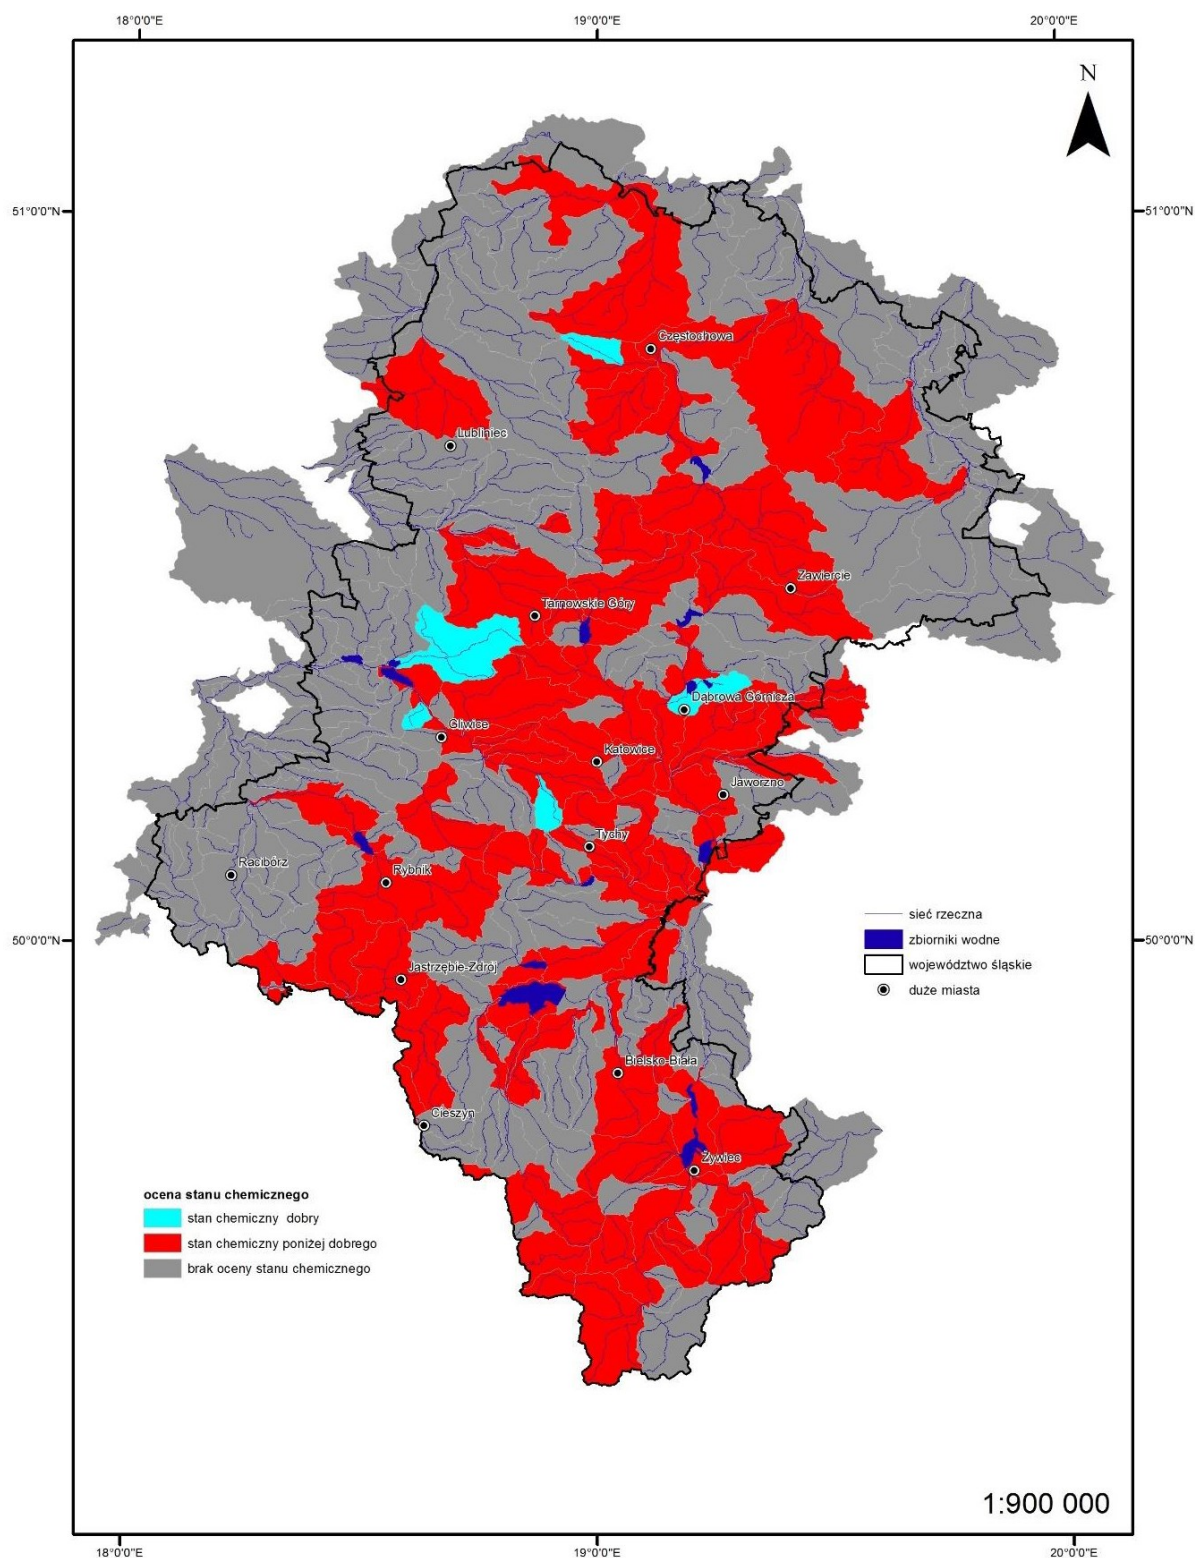 18°0'0"E
19°0'0"E
20°0'0"E
N
51°0'0"N
51°0'0"N
Częstochowa
Lubliniec
Zawiercie
Tarnowskie Góry
Dąbrowa Górnicza
Gliwice
Katowice
Jaworzno
Tychy
Racibórz
Rybnik
sieć rzeczna
50°0'0"N
zbiorniki wodne
50°0'0"N
województwo śląskie
Jastrzębie-Zdrój
duże miasta
Bielsko-Biała
Cieszyn
Żywiec
ocena stanu chemicznego
stan chemiczny dobry
stan chemiczny poniżej dobrego
brak oceny stanu chemicznego
1:900 000
18°0'0"E
19°0'0"E
20°0'0"E